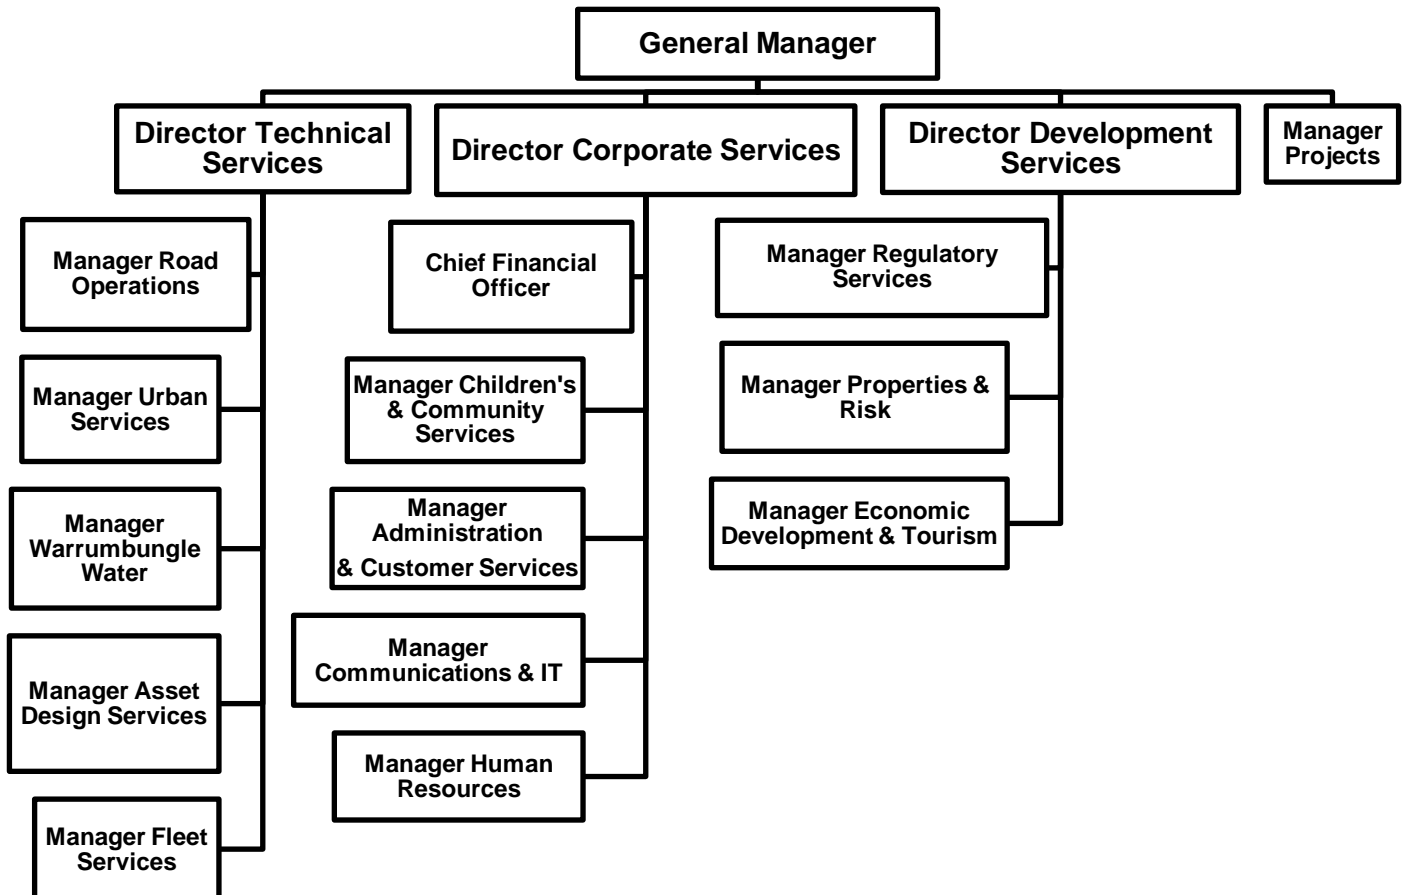 General Manager
Director Technical
Services
Director Corporate Services
Director Development
Services
Manager
Projects
Manager Road
Operations
Manager Urban
Services
Manager
Warrumbungle
Water
Manager Asset
Design Services
Manager Fleet
Services
Chief Financial
Officer
Manager Children's
& Community
Services
Manager
Administration
& Customer Services
Manager
Communications & IT
Manager Human
Resources
Manager Regulatory
Services
Manager Properties &
Risk
Manager Economic
Development & Tourism